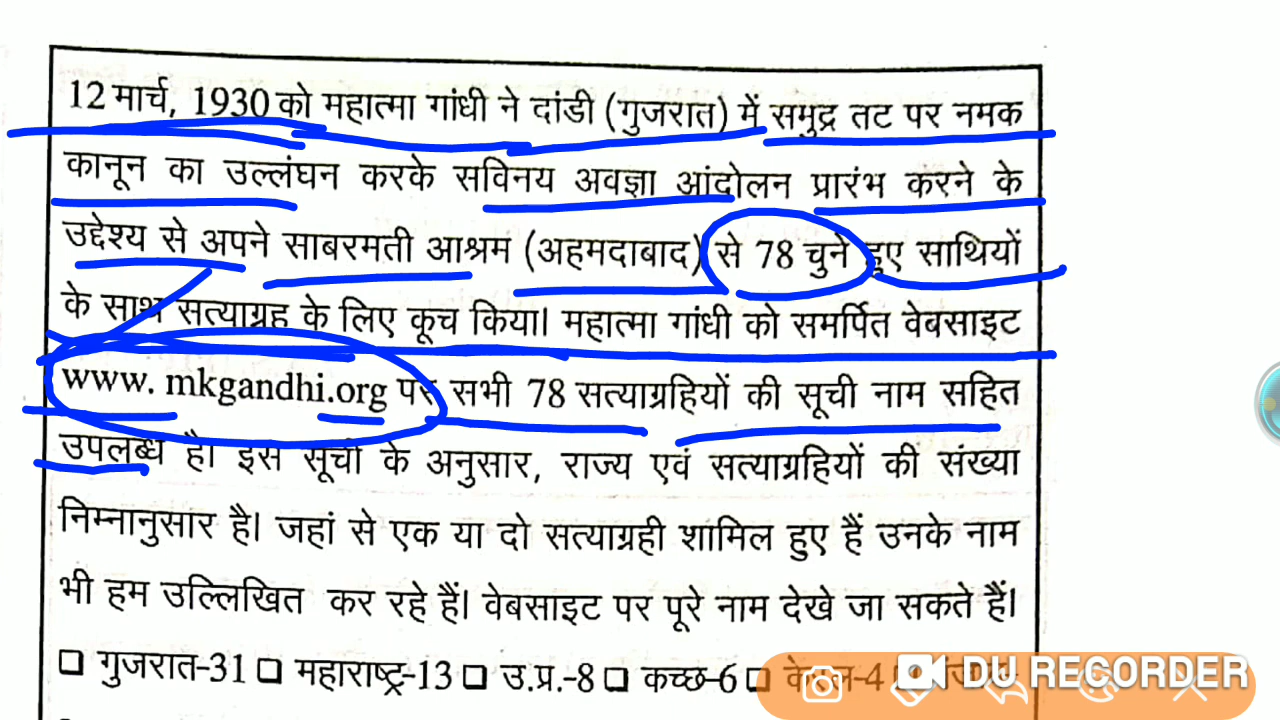 12 मार्च, 1930 को महात्मा गांधी ने दांडी (गुजरात) में समुद्र तट पर नमक
कानून का उल्लंघन करके सविनय अवज्ञा आंदोलन प्रारंभ करने के
उद्देश्य से अपने साबरमती आश्रम (अहमदाबाद) से 78 चुने हुए साथियों
के साथ सत्याग्रह के लिए कूच किया। महात्मा गांधी को समर्पित वेबसाइट
www. mkgandhi.org पर सभी 78 सत्याग्रहियों की सूची नाम सहित
उपलब्ध है। इस सूची के अनुसार, राज्य एवं सत्याग्रहियों की संख्या
निम्नानुसार है। जहां से एक या दो सत्याग्रही शामिल हुए हैं उनके नाम
भी हम उल्लिखित कर रहे हैं। वेबसाइट पर पूरे नाम देखे जा सकते हैं।
❑ गुजरात-31 ❑ महाराष्ट्र-13 ❑ उ.प्र.-8 ❑ कच्छ-6 ❑ केरल-4
DU RECORDER